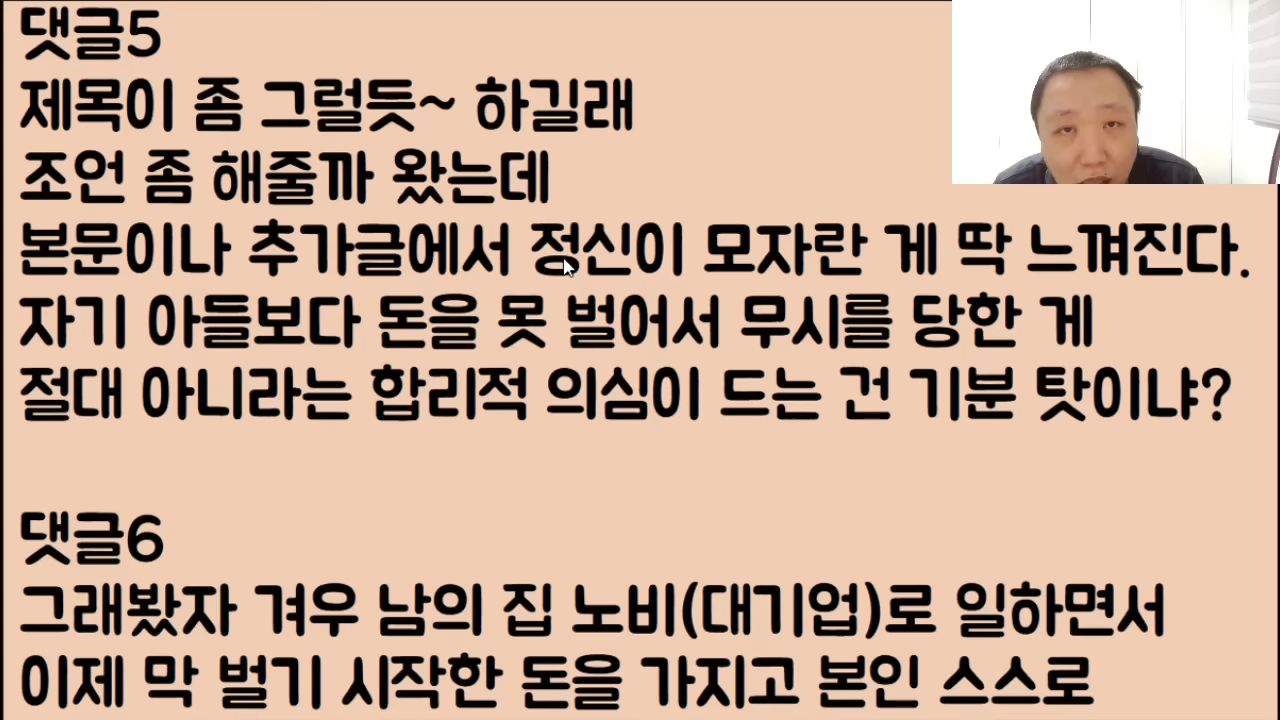 댓글5
제목이 좀 그럴듯~ 하길래
조언 좀 해줄까 왔는데
본문이나 추가글에서 정신이 모자란 게 딱 느껴진다.
자기 아들보다 돈을 못 벌어서 무시를 당한 게
절대 아니라는 합리적 의심이 드는 건 기분 탓이냐?
댓글6
그래봤자 겨우 남의 집 노비(대기업)로 일하면서
이제 막 벌기 시작한 돈을 가지고 본인 스스로